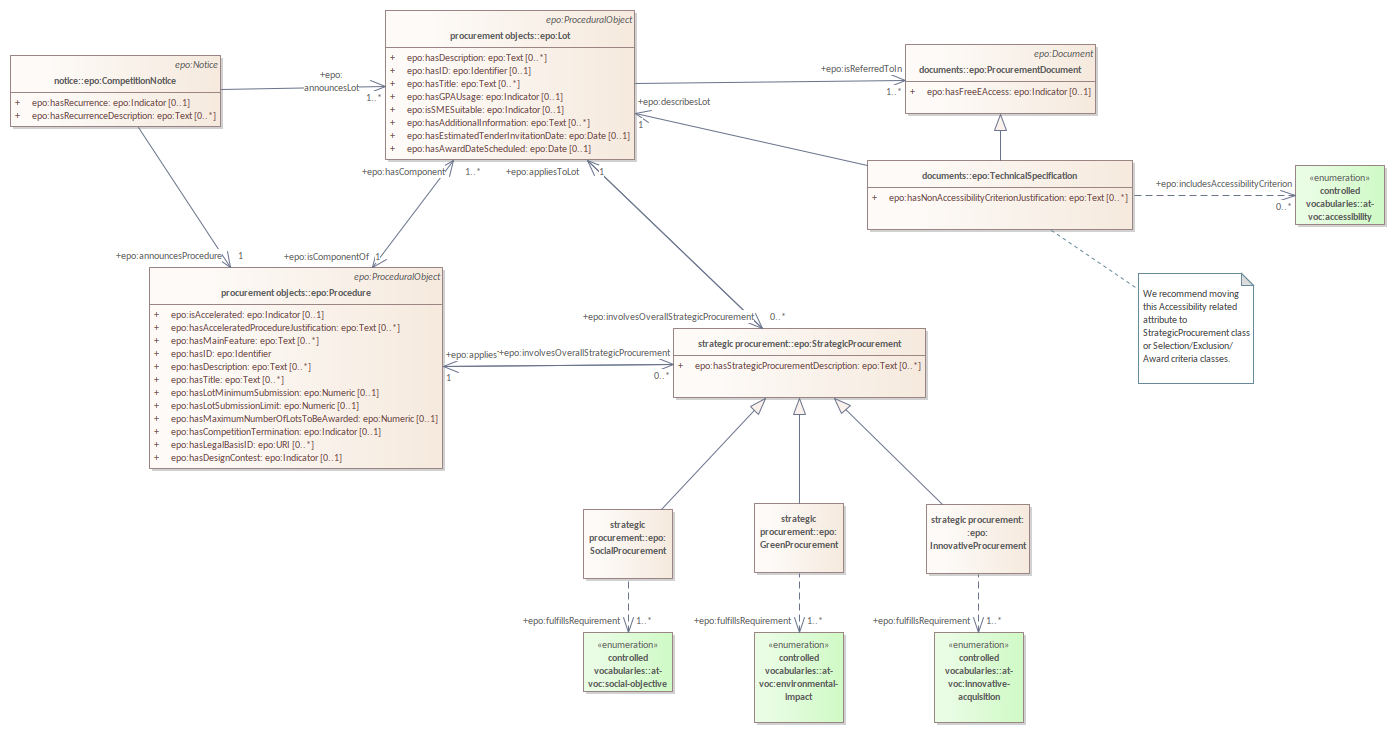 epo:Notice
notice::epo:CompetitionNotice
+ epo:hasRecurrence: epo:Indicator [0..1]
+ epo:hasRecurrenceDescription: epo:Text [0..*]
+epo:
announcesLot
1..*
epo:ProceduralObject
procurement objects::epo:Lot
+ epo:hasDescription: epo:Text [0..*]
+ epo:hasID: epo:Identifier [0..1]
+ epo:hasTitle: epo:Text [0..*]
+ epo:hasGPAUsage: epo:Indicator [0..1]
+ epo:isSMESuitable: epo:Indicator [0..1]
+ epo:hasAdditionalInformation: epo:Text [0..*]
+ epo:hasEstimatedTenderInvitationDate: epo:Date [0..1]
+ epo:hasAwardDateScheduled: epo:Date [0..1]
+epo:isReferredToIn
1..*
epo:Document
documents::epo:ProcurementDocument
+ epo:hasFreeEAccess: epo:Indicator [0..1]
+epo:describesLot
1
documents::epo:TechnicalSpecification
+ epo:hasNonAccessibilityCriterionJustification: epo:Text [0..*]
+epo:includesAccessibilityCriterion
0..*
«enumeration»
controlled
vocabularies::at-
voc:accessibility
We recommend moving
this Accessibility related
attribute to
StrategicProcurement class
or Selection/Exclusion/
Award criteria classes.
+epo:hasComponent
1..*
+epo:appliesToLot
1
+epo:announcesProcedure
1
+epo:isComponentOf
1
epo:ProceduralObject
procurement objects::epo:Procedure
+ epo:isAccelerated: epo:Indicator [0..1]
+ epo:hasAcceleratedProcedureJustification: epo:Text [0..*]
+ epo:hasMainFeature: epo:Text [0..*]
+ epo:hasID: epo:Identifier
+ epo:hasDescription: epo:Text [0..*]
+ epo:hasTitle: epo:Text [0..*]
+ epo:hasLotMinimumSubmission: epo:Numeric [0..1]
+ epo:hasLotSubmissionLimit: epo:Numeric [0..1]
+ epo:hasMaximumNumberOfLotsToBeAwarded: epo:Numeric [0..1]
+ epo:hasCompetitionTermination: epo:Indicator [0..1]
+ epo:hasLegalBasisID: epo:URI [0..*]
+ epo:hasDesignContest: epo:Indicator [0..1]
+epo:involvesOverallStrategicProcurement
0..*
+epo:applies
1
+epo:involvesOverallStrategicProcurement
0..*
strategic procurement::epo:StrategicProcurement
+ epo:hasStrategicProcurementDescription: epo:Text [0..*]
strategic
procurement::epo:
SocialProcurement
strategic
procurement::epo:
GreenProcurement
strategic procurement:
:epo:
InnovativeProcurement
+epo:fulfillsRequirement
1..*
+epo:fulfillsRequirement
1..*
+epo:fulfillsRequirement
1..*
«enumeration»
controlled
vocabularies::at-
voc:social-objective
«enumeration»
controlled
vocabularies::at-
voc:environmental-
impact
«enumeration»
controlled
vocabularies::at-
voc:innovative-
acquisition